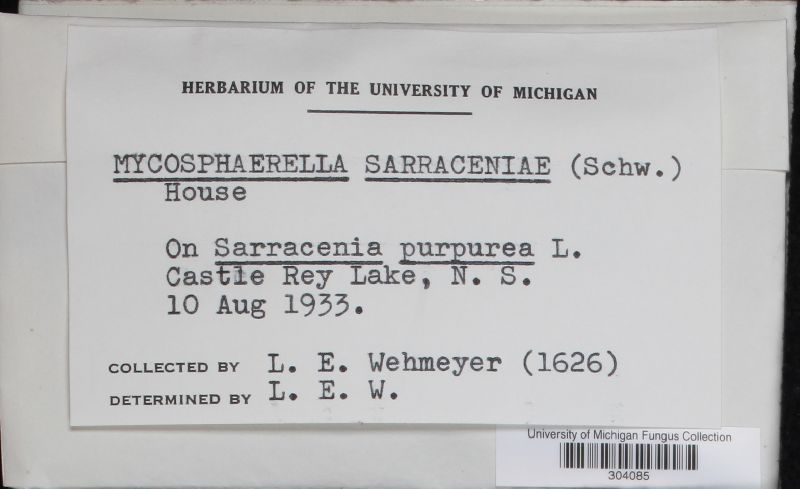 HERBARIUM OF THE UNIVERSITY OF MICHIGAN
MYCOSPHAERELLA SARRACENIAE (Schw.)
House
On Sarracenia purpurea L.
Castle Rey Lake, N. S.
10 Aug 1933.
COLLECTED BY L. E. Wehmeyer (1626)
DETERMINED BY L. E. W.
University of Michigan Fungus Collection
304085